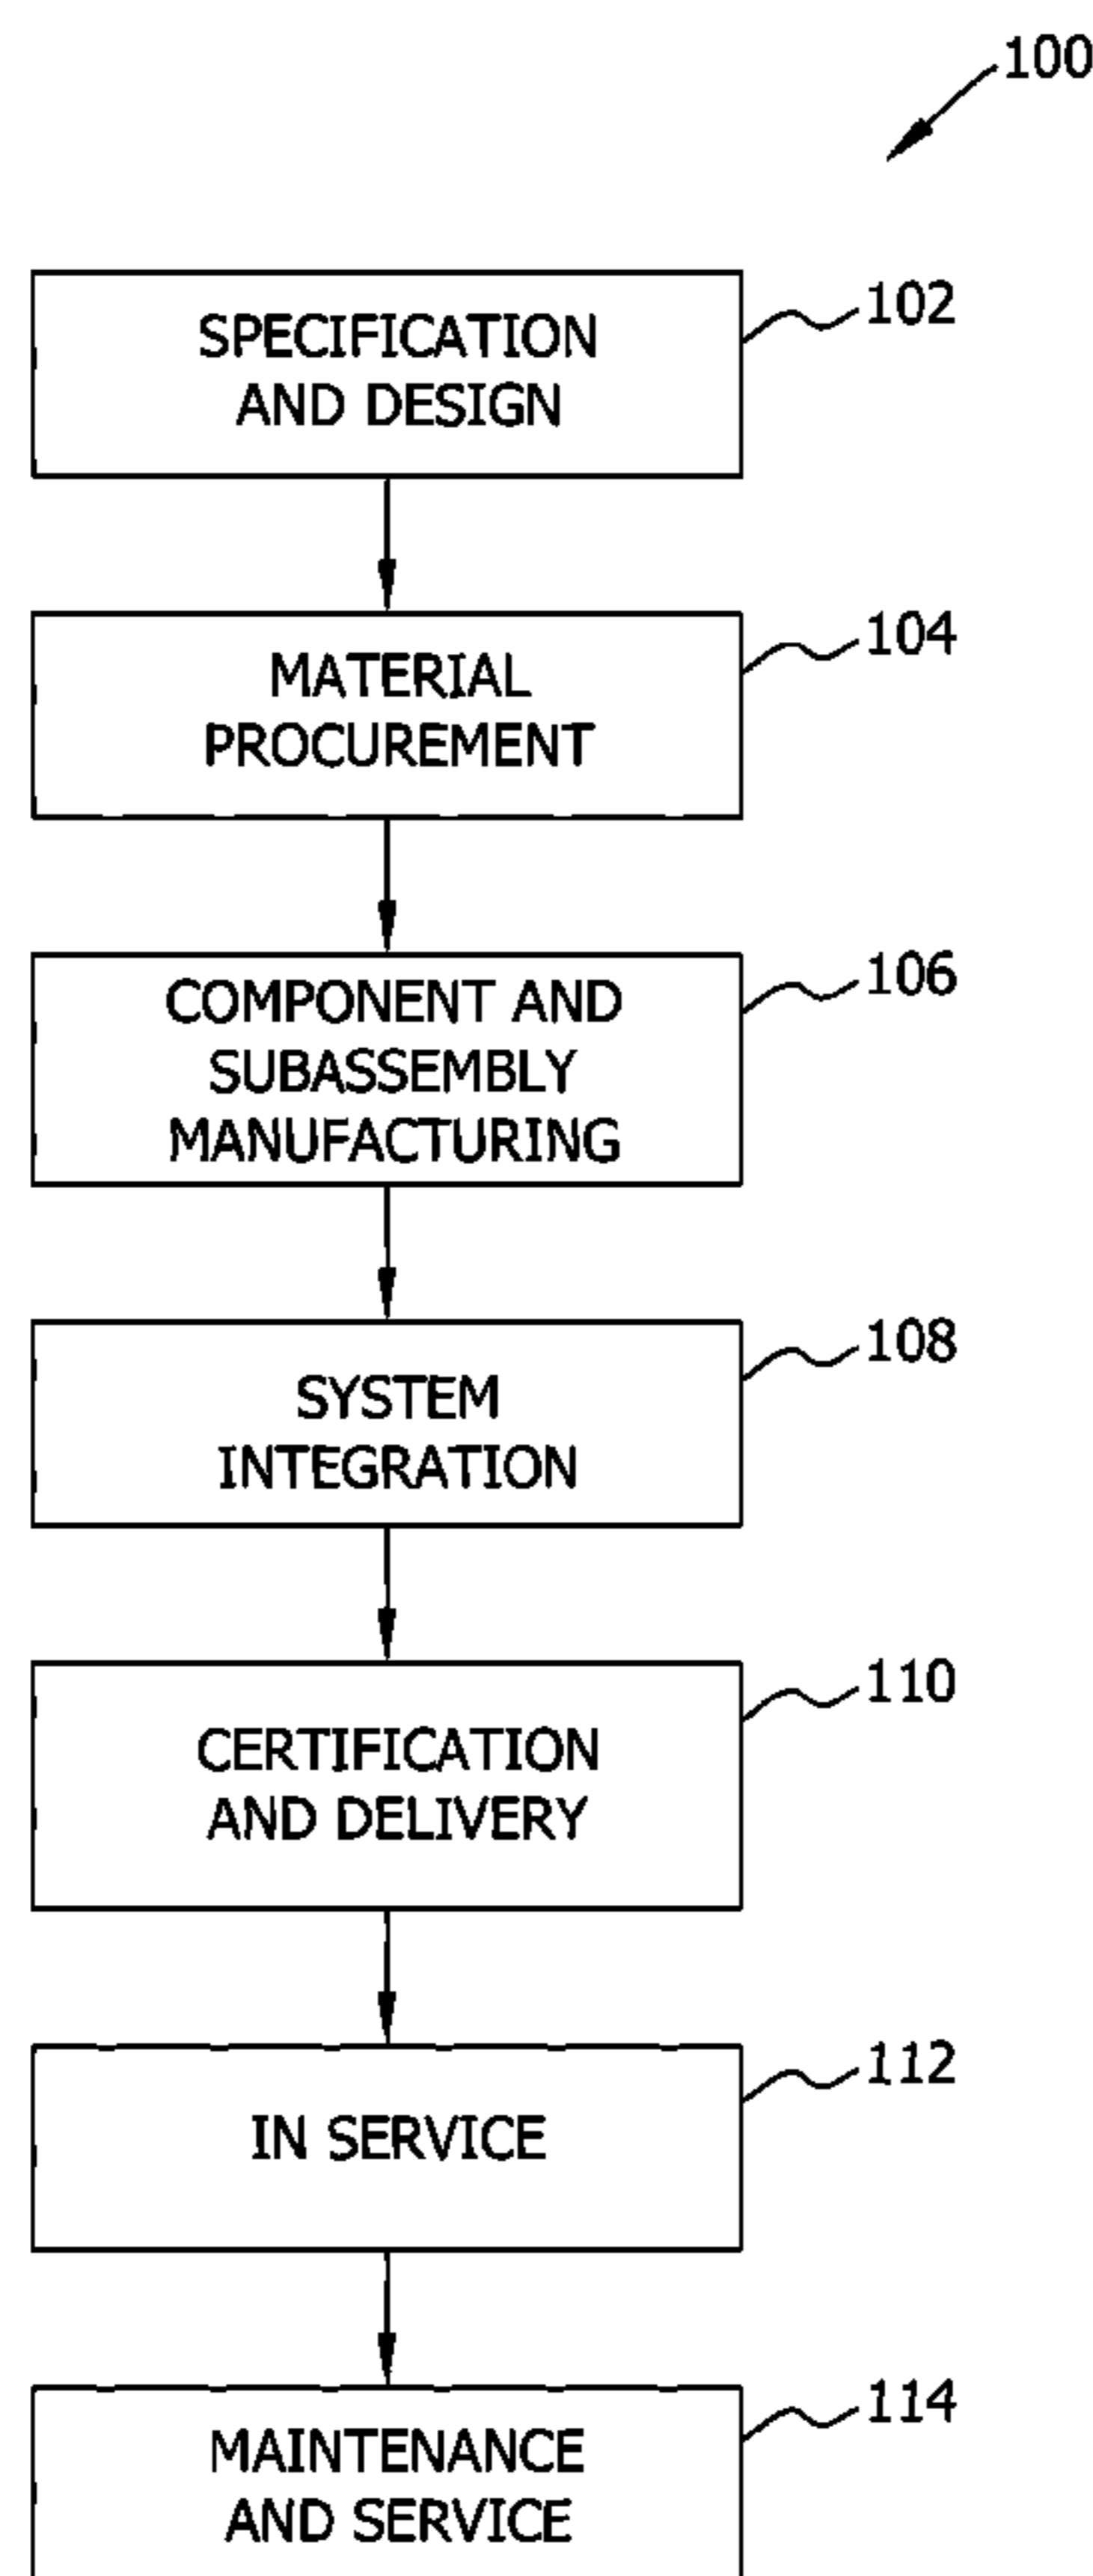 100
SPECIFICATION
AND DESIGN
102
MATERIAL
PROCUREMENT
104
COMPONENT AND
SUBASSEMBLY
MANUFACTURING
106
SYSTEM
INTEGRATION
108
CERTIFICATION
AND DELIVERY
110
IN SERVICE
112
MAINTENANCE
AND SERVICE
114